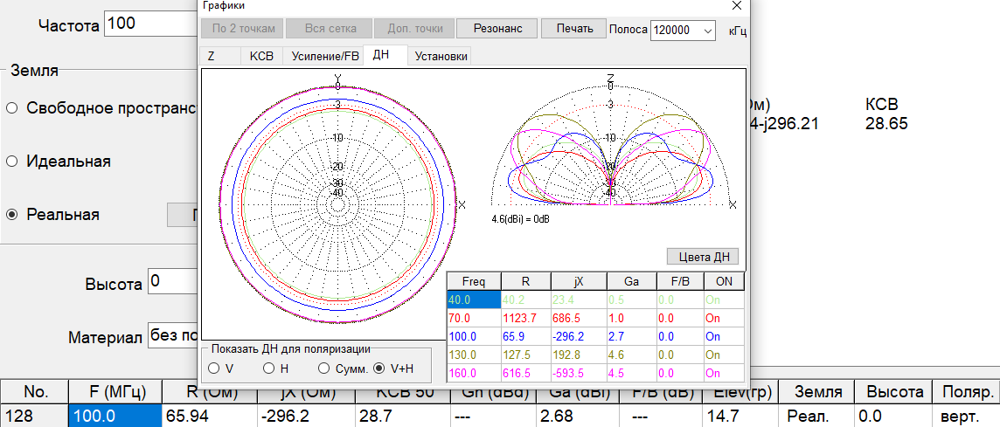 Частота 100
Земля
Свободное простран
Идеальная
Реальная
Высота 0
Материал без по
Графики
По 2 точкам Вся сетка Доп. точки Резонанс Печать Полоса 120000 кГц
Z КСВ Усиление/FB ДН Установки
Y
0
3
-10
-20
-30
-40
X
Z
0
3
-10
-20
-30
-40
X
4.6(dBi) = 0dB
Цвета ДН
Freq R jX Ga F/B ON
40.0 40.2 23.4 0.5 0.0 On
70.0 1123.7 686.5 1.0 0.0 On
100.0 65.9 -296.2 2.7 0.0 On
130.0 127.5 192.8 4.6 0.0 On
160.0 616.5 -593.5 4.5 0.0 On
Показать ДН для поляризации
V H Сумм. V+H
Ом) КСВ
4-j296.21 28.65
No. F (МГц) R (Ом) jX (Ом) КСВ 50 Gh (dBd) Ga (dBi) F/B (dB) Elev(гр) Земля Высота Поляр.
128 100.0 65.94 -296.2 28.7 --- 2.68 --- 14.7 Реал. 0.0 верт.